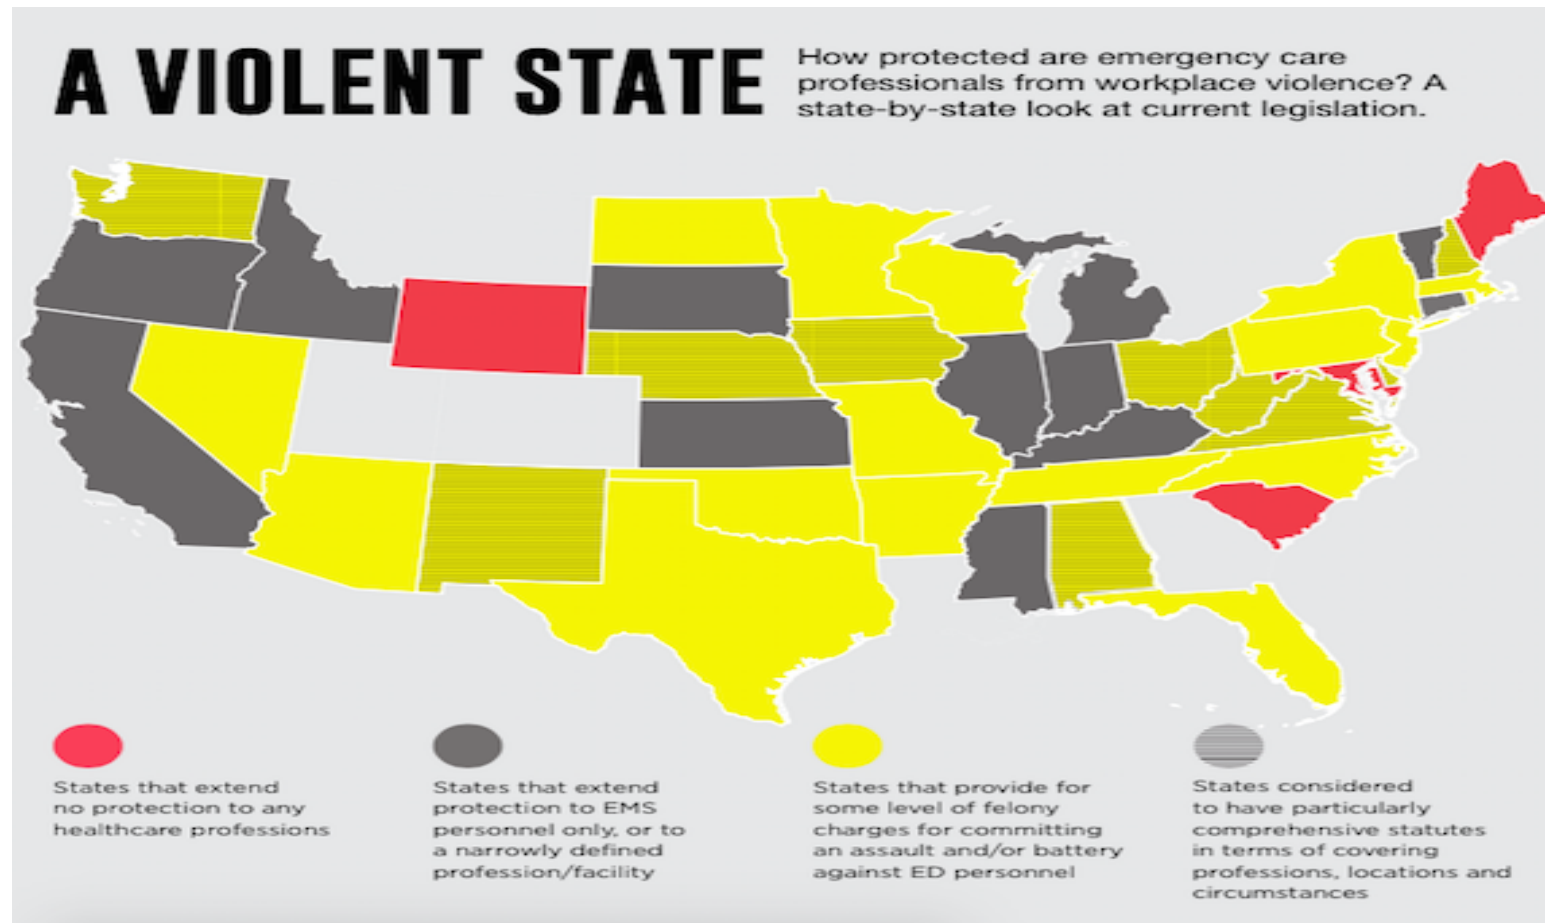 A VIOLENT STATE
How protected are emergency care
professionals from workplace violence? A
state-by-state look at current legislation.
States that extend
no protection to any
healthcare professions
States that extend
protection to EMS
personnel only, or to
a narrowly defined
profession/facility
States that provide for
some level of felony
charges for committing
an assault and/or battery
against ED personnel
States considered
to have particularly
comprehensive statutes
in terms of covering
professions, locations and
circumstances